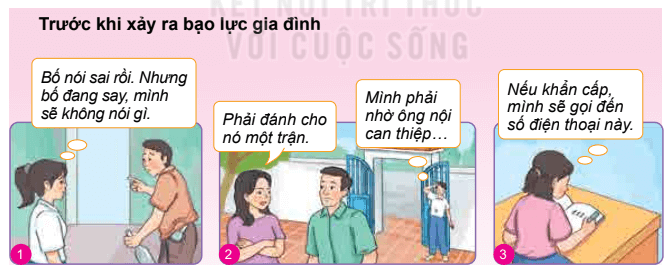 KẾT NỐI TRI THỨC
VỚI CUỘC SỐNG
Trước khi xảy ra bạo lực gia đình
Bố nói sai rồi. Nhưng
bố đang say, mình
sẽ không nói gì.
1
Phải đánh cho
nó một trận.
Mình phải
nhờ ông nội
can thiệp...
2
Nếu khẩn cấp,
mình sẽ gọi đến
số điện thoại này.
3